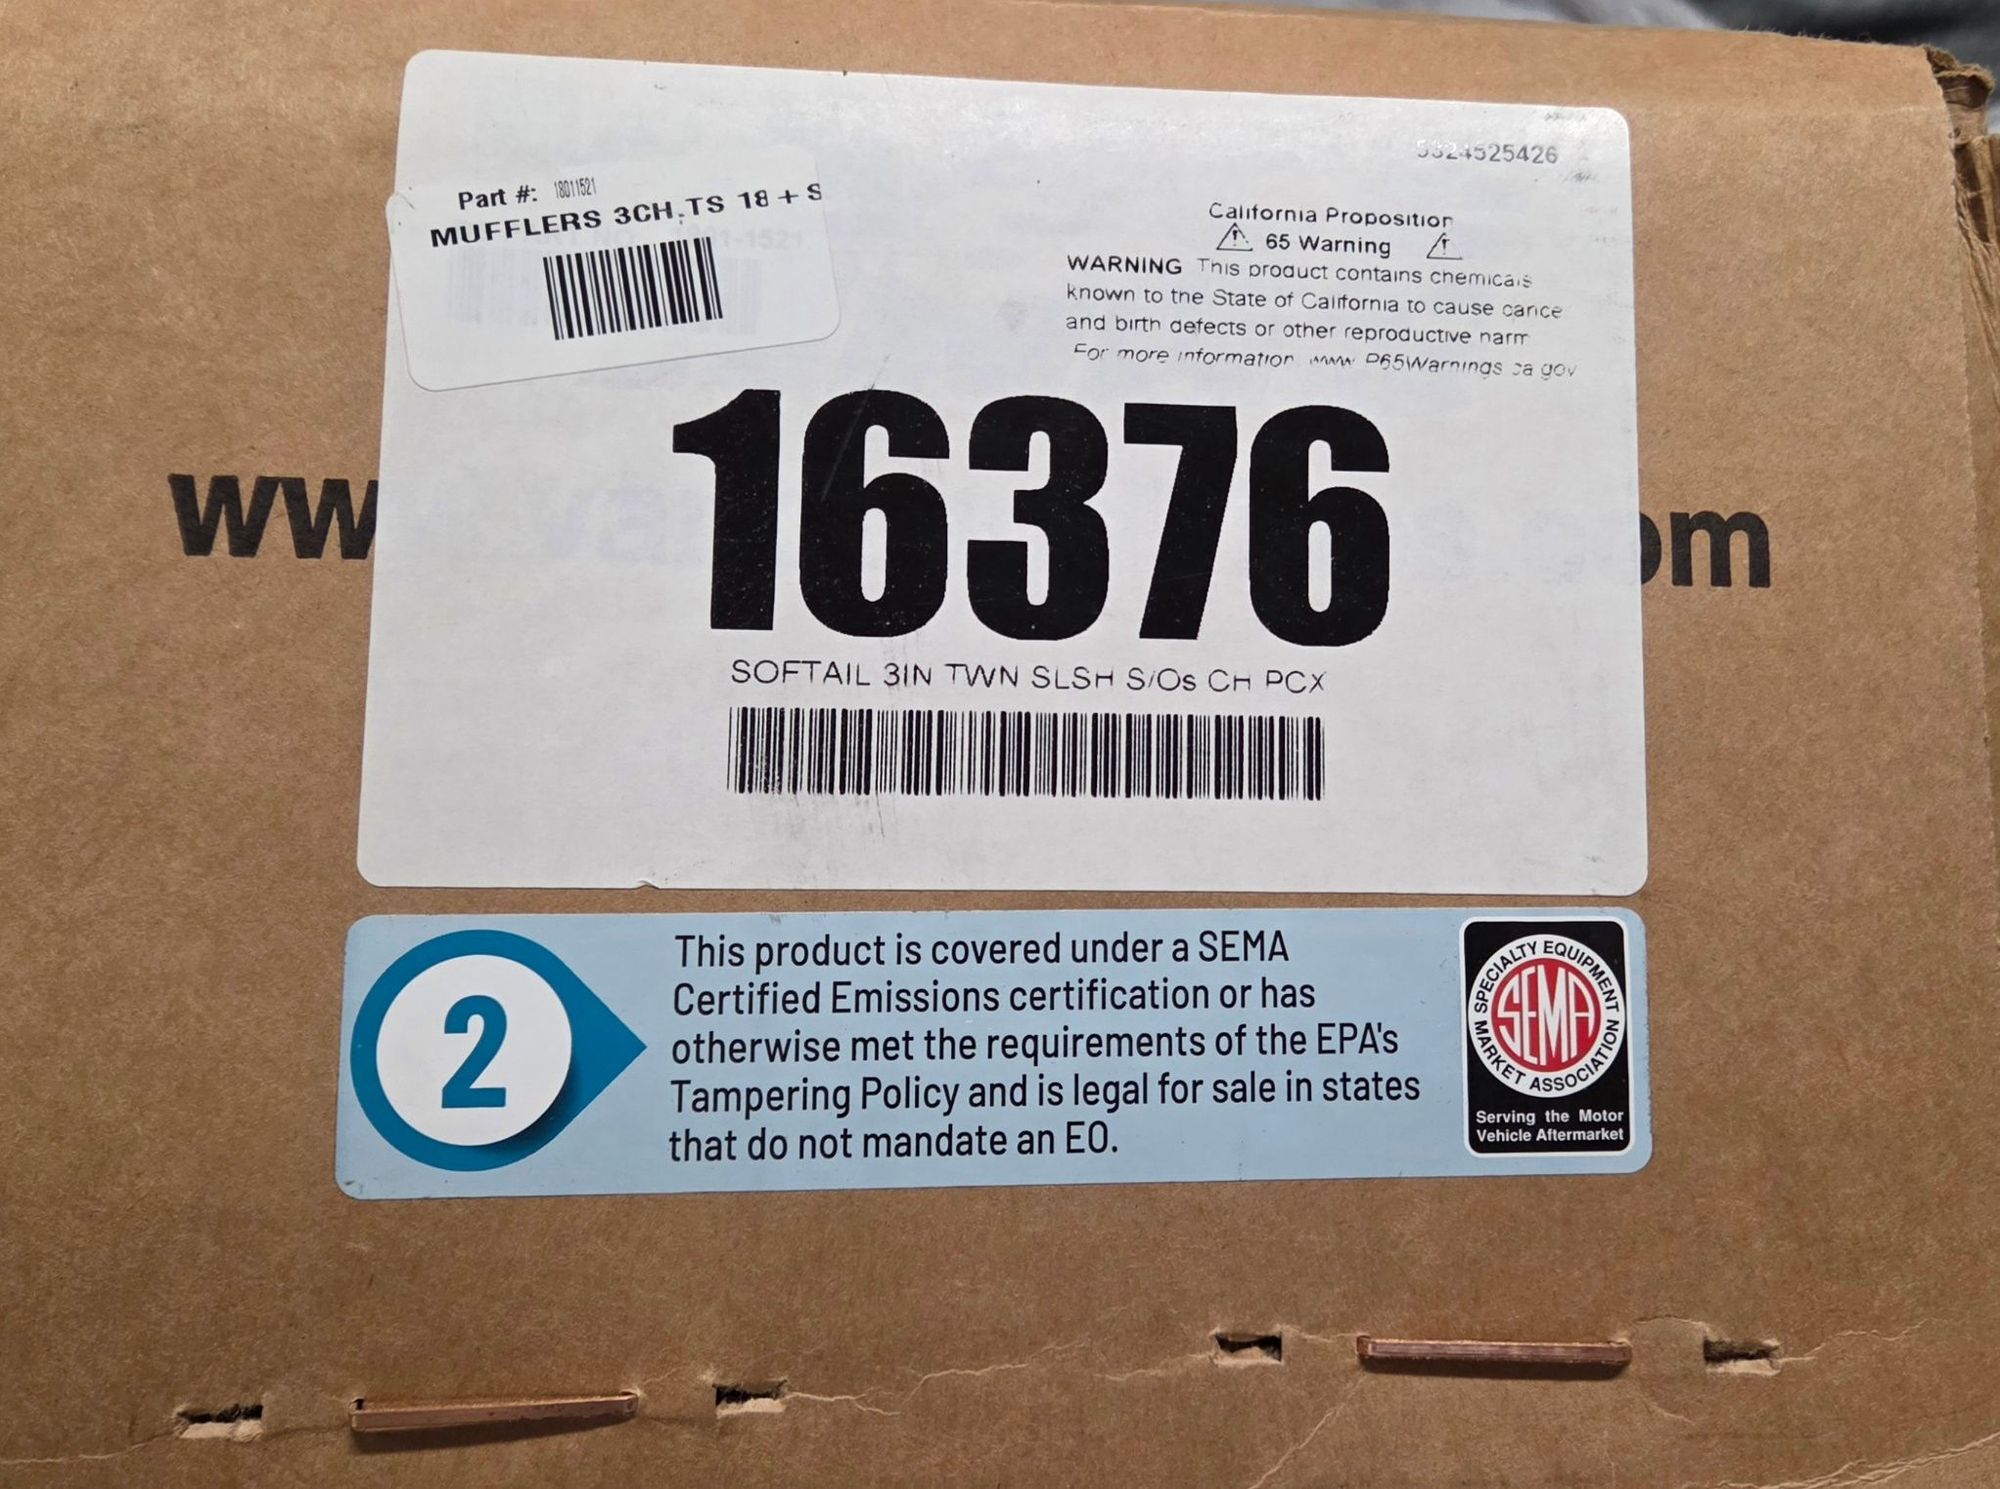 5324525426
Part #: 18011521
MUFFLERS 3CH,TS 18 + S
California Proposition
65 Warning
WARNING This product contains chemicals
known to the State of California to cause cance
and birth defects or other reproductive harm
For more information www P65Warnings ca gov
16376
ww
om
SOFTAIL 3IN TWN SLSH S/Os CH PCX
2
This product is covered under a SEMA
Certified Emissions certification or has
otherwise met the requirements of the EPA's
Tampering Policy and is legal for sale in states
that do not mandate an EO.
SPECIALTY EQUIPMENT
SEMA
MARKET ASSOCIATION
Serving the Motor
Vehicle Aftermarket